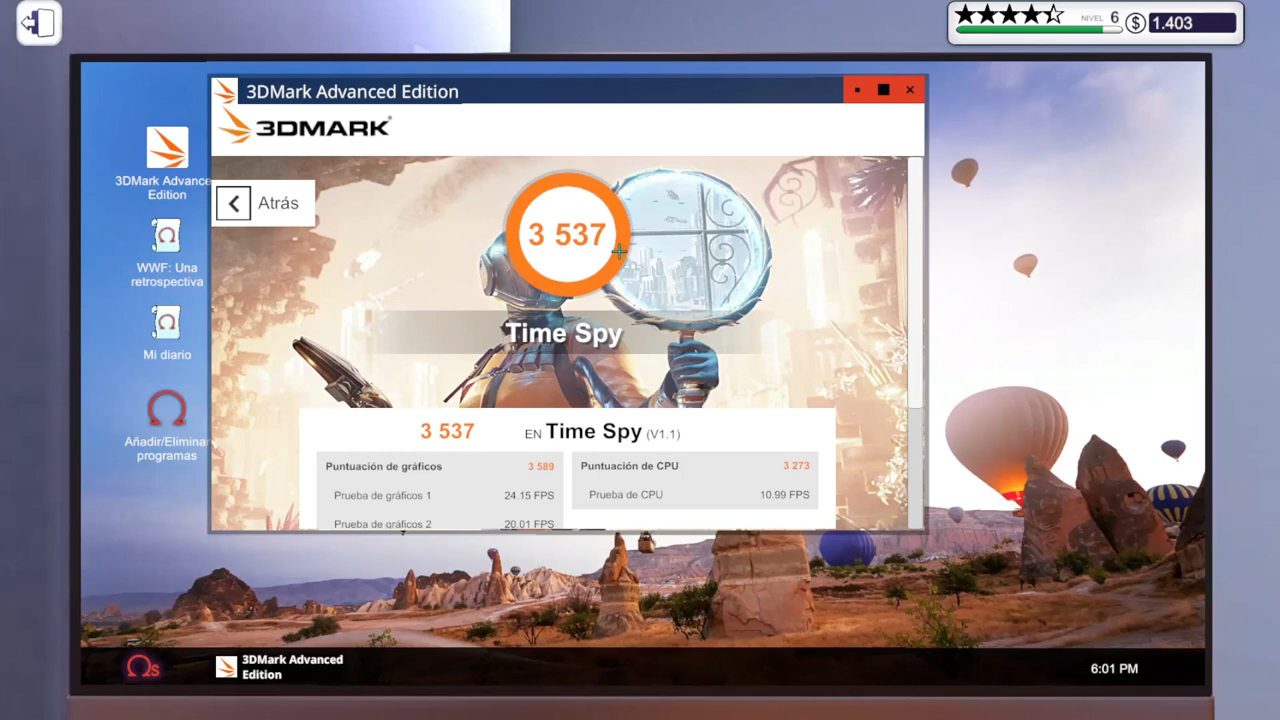 NIVEL 6
$ 1.403
3DMark Advanced Edition
3DMARK
Atrás
3 537
Time Spy
3 537 EN Time Spy (V1.1)
Puntuación de gráficos 3 589
Prueba de gráficos 1 24.15 FPS
Prueba de gráficos 2 20.01 FPS
Puntuación de CPU 3 273
Prueba de CPU 10.99 FPS
3DMark Advance
Edition
WWF: Una
retrospectiva
Mi diario
Añadir/Elimina
programas
Ωs
3DMark Advanced
Edition
6:01 PM